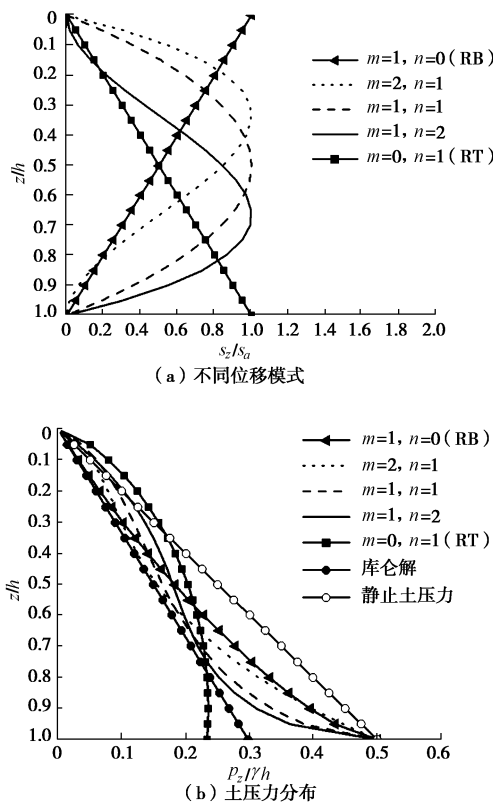 0
0.1
0.2
0.3
0.4
0.5
0.6
0.7
0.8
0.9
1.0
z/h
0 0.2 0.4 0.6 0.8 1.0 1.2 1.4 1.6 1.8 2.0
s_z/s_a
m=1, n=0(RB)
m=2, n=1
m=1, n=1
m=1, n=2
m=0, n=1(RT)
(a)不同位移模式
0
0.1
0.2
0.3
0.4
0.5
0.6
0.7
0.8
0.9
1.0
z/h
0 0.1 0.2 0.3 0.4 0.5 0.6
p_z/γh
m=1, n=0(RB)
m=2, n=1
m=1, n=1
m=1, n=2
m=0, n=1(RT)
库仑解
静止土压力
(b)土压力分布